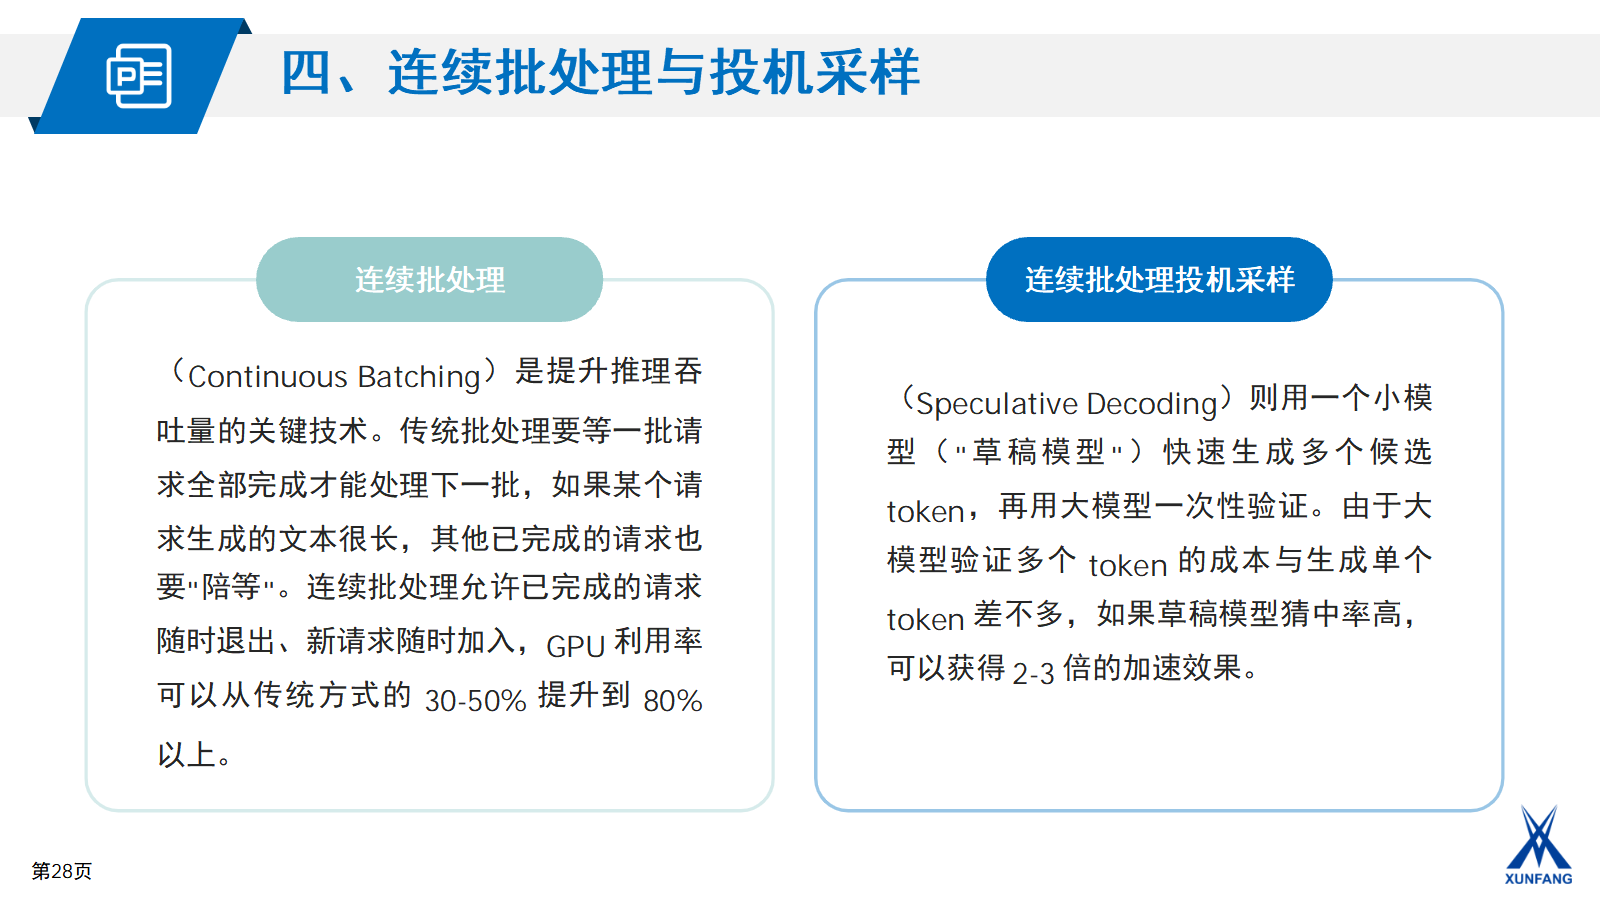 四、连续批处理与投机采样
连续批处理
（Continuous Batching）是提升推理吞
吐量的关键技术。传统批处理要等一批请
求全部完成才能处理下一批，如果某个请
求生成的文本很长，其他已完成的请求也
要"陪等"。连续批处理允许已完成的请求
随时退出、新请求随时加入，GPU 利用率
可以从传统方式的 30-50% 提升到 80%
以上。
连续批处理投机采样
（Speculative Decoding）则用一个小模
型（"草稿模型"）快速生成多个候选
token，再用大模型一次性验证。由于大
模型验证多个 token 的成本与生成单个
token 差不多，如果草稿模型猜中率高，
可以获得 2-3 倍的加速效果。
第28页
XUNFANG